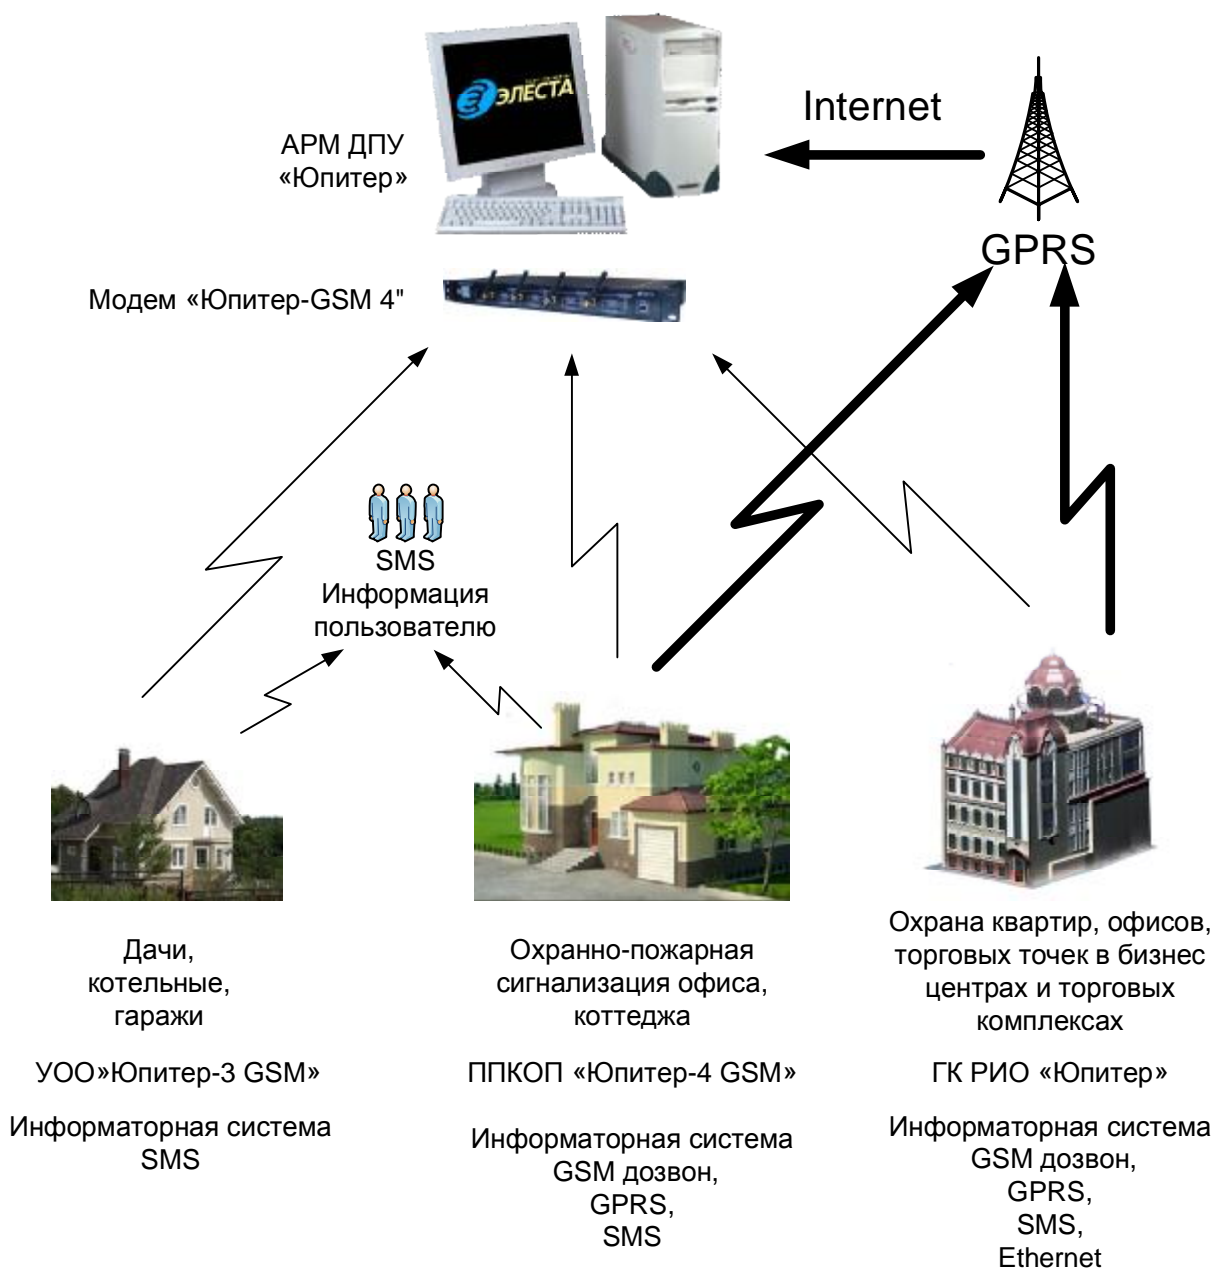 ЭЛЕСТА
Internet
АРМ ДПУ
«Юпитер»
GPRS
Модем «Юпитер-GSM 4"
SMS
Информация
пользователю
Дачи,
котельные,
гаражи
УОО»Юпитер-3 GSM»
Информаторная система
SMS
Охранно-пожарная
сигнализация офиса,
коттеджа
ППКОП «Юпитер-4 GSM»
Информаторная система
GSM дозвон,
GPRS,
SMS
Охрана квартир, офисов,
торговых точек в бизнес
центрах и торговых
комплексах
ГК РИО «Юпитер»
Информаторная система
GSM дозвон,
GPRS,
SMS,
Ethernet